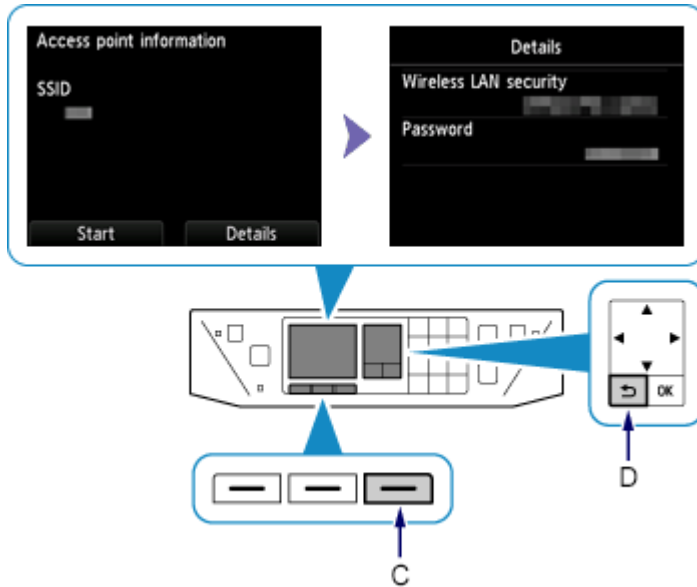 Access point information
SSID
Start
Details
Details
Wireless LAN security
Password
OK
D
C